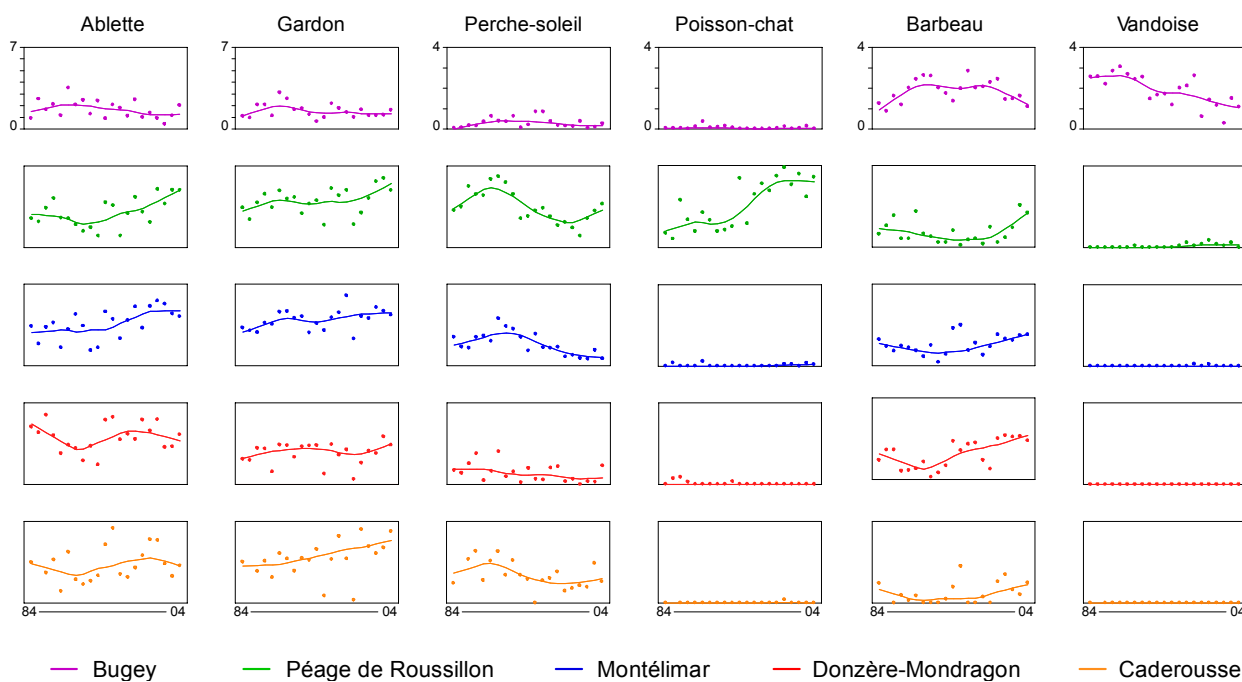 Ablette Gardon Perche-soleil Poisson-chat Barbeau Vandoise
7 7 4 4 4 4
0 0 0 0 0 0
84 04 84 04 84 04 84 04 84 04 84 04
Bugey Péage de Roussillon Montélimar Donzère-Mondragon Caderousse